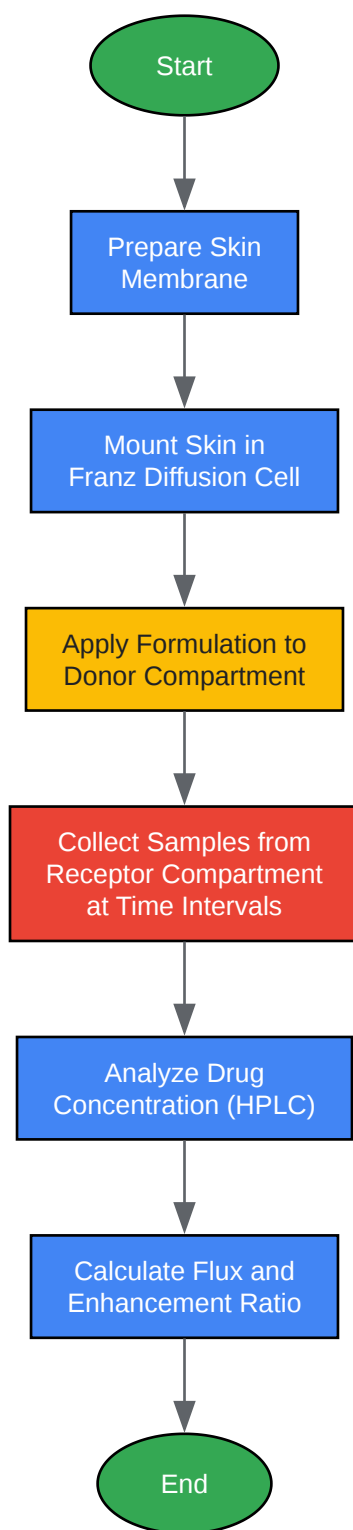 Start
Prepare Skin
Membrane
Mount Skin in
Franz Diffusion Cell
Apply Formulation to
Donor Compartment
Collect Samples from
Receptor Compartment
at Time Intervals
Analyze Drug
Concentration (HPLC)
Calculate Flux and
Enhancement Ratio
End